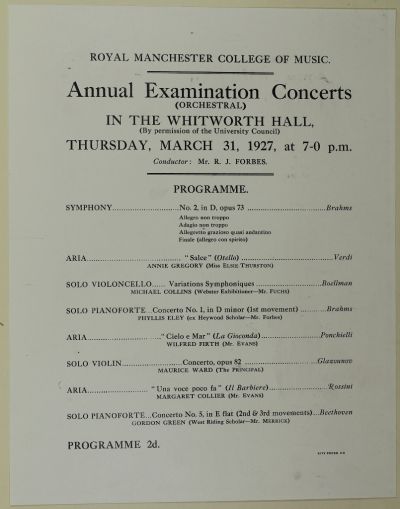 ROYAL MANCHESTER COLLEGE OF MUSIC.
Annual Examination Concerts
(ORCHESTRAL)
IN THE WHITWORTH HALL,
(By permission of the University Council)
THURSDAY, MARCH 31, 1927, at 7-0 p.m.
Conductor: Mr. R. J. FORBES.
PROGRAMME.
SYMPHONY..............................No. 2, in D, opus 73 ..............................Brahms
Allegro non troppo
Adagio non troppo
Allegretto grazioso quasi andantino
Finale (allegro con spirito)
ARIA .............................. "Salce" (Otello) ..............................Verdi
ANNIE GREGORY (Miss ELSIE THURSTON)
SOLO VIOLONCELLO...... Variations Symphoniques ....................Boellman
MICHAEL COLLINS (Webster Exhibitioner—Mr. FUCHS)
SOLO PIANOFORTE...Concerto No. 1, in D minor (1st movement) .........Brahms
PHYLLIS ELEY (ex Heywood Scholar—Mr. Forbes)
ARIA .............................."Cielo e Mar" (La Gioconda)....................Ponchielli
WILFRED FIRTH (Mr. EVANS)
SOLO VIOLIN ....................Concerto, opus 82 ..............................Glazounov
MAURICE WARD (The PRINCIPAL)
ARIA .............................. "Una voce poco fa" (Il Barbiere)....................Rossini
MARGARET COLLIER (Mr. EVANS)
SOLO PIANOFORTE...Concerto No. 5, in E flat (2nd & 3rd movements)...Beethoven
GORDON GREEN (West Riding Scholar—Mr. MERRICK)
PROGRAMME 2d.